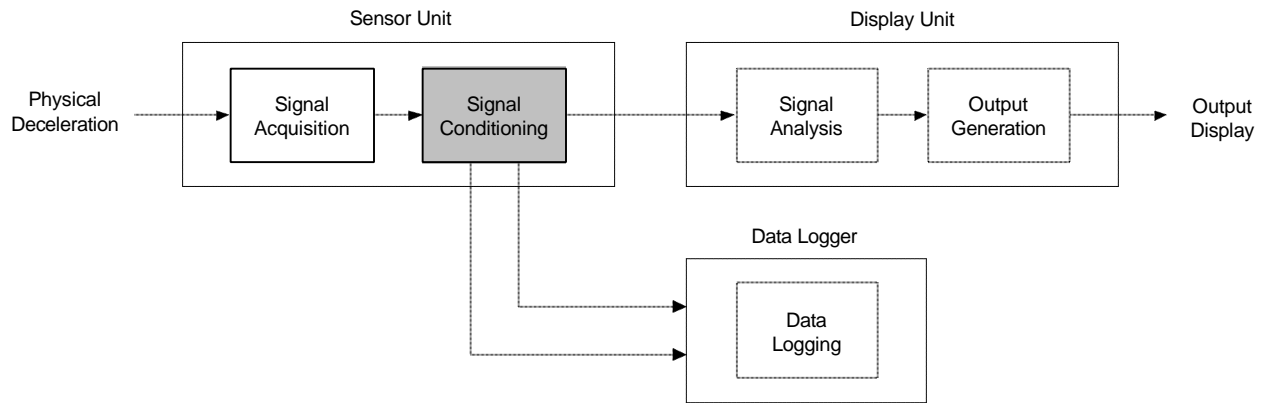 Sensor Unit
Display Unit
Physical
Deceleration
Signal
Acquisition
Signal
Conditioning
Signal
Analysis
Output
Generation
Output
Display
Data Logger
Data
Logging